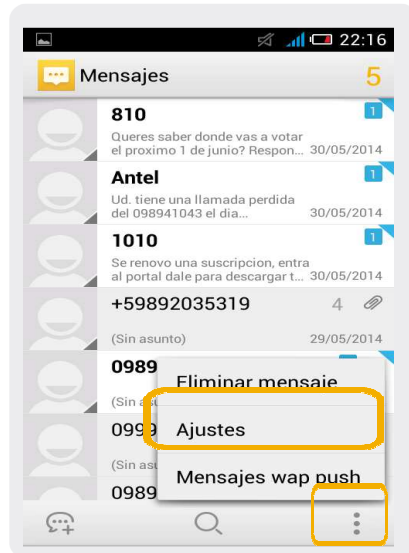 22:16
Mensajes 5
810 1
Queres saber donde vas a votar
el proximo 1 de junio? Respon... 30/05/2014
Antel 1
Ud. tiene una llamada perdida
del 098941043 el dia... 30/05/2014
1010 1
Se renovo una suscripcion, entra
al portal dale para descargar t... 30/05/2014
+59892035319 4
(Sin asunto) 29/05/2014
0989
Eliminar mensaje
(Sin
Ajustes
0999
(Sin
Mensajes wap push
0989